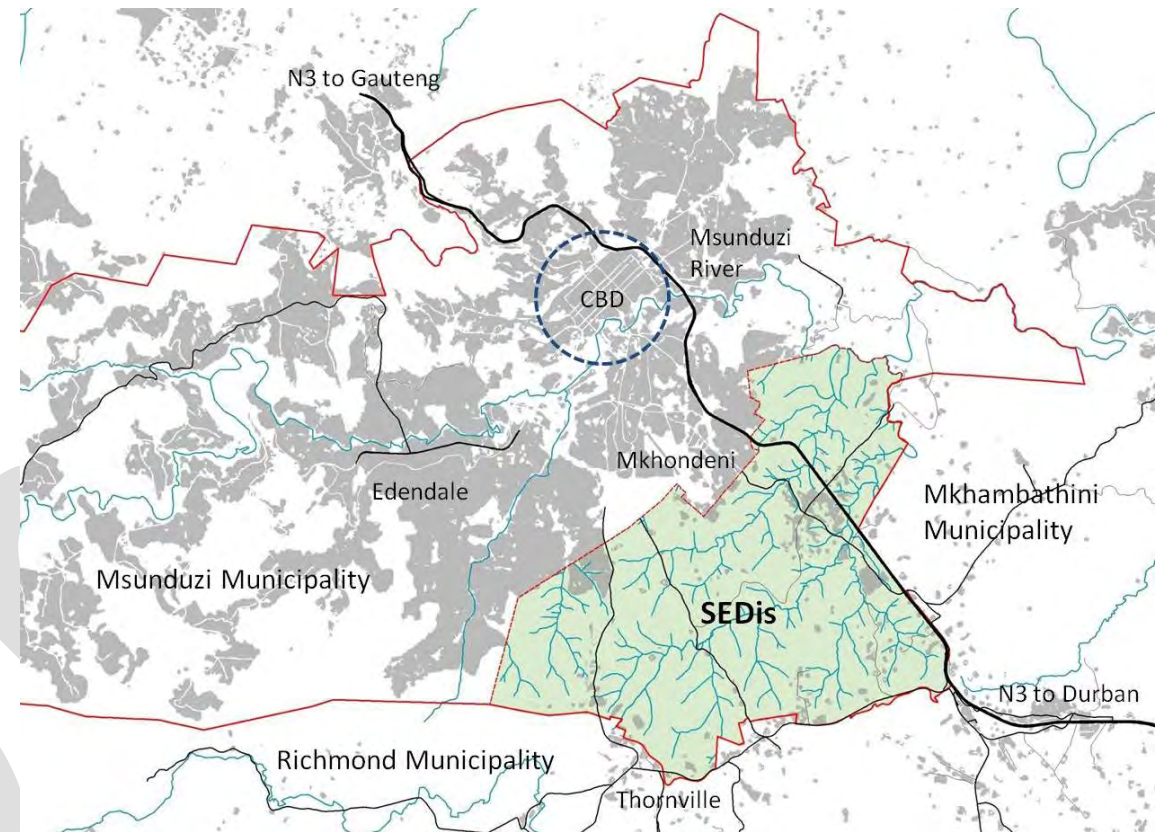 N3 to Gauteng
Msunduzi
River
CBD
Mkhondeni
Edendale
Mkhambathini
Municipality
Msunduzi Municipality
SEDis
N3 to Durban
Richmond Municipality
Thornville